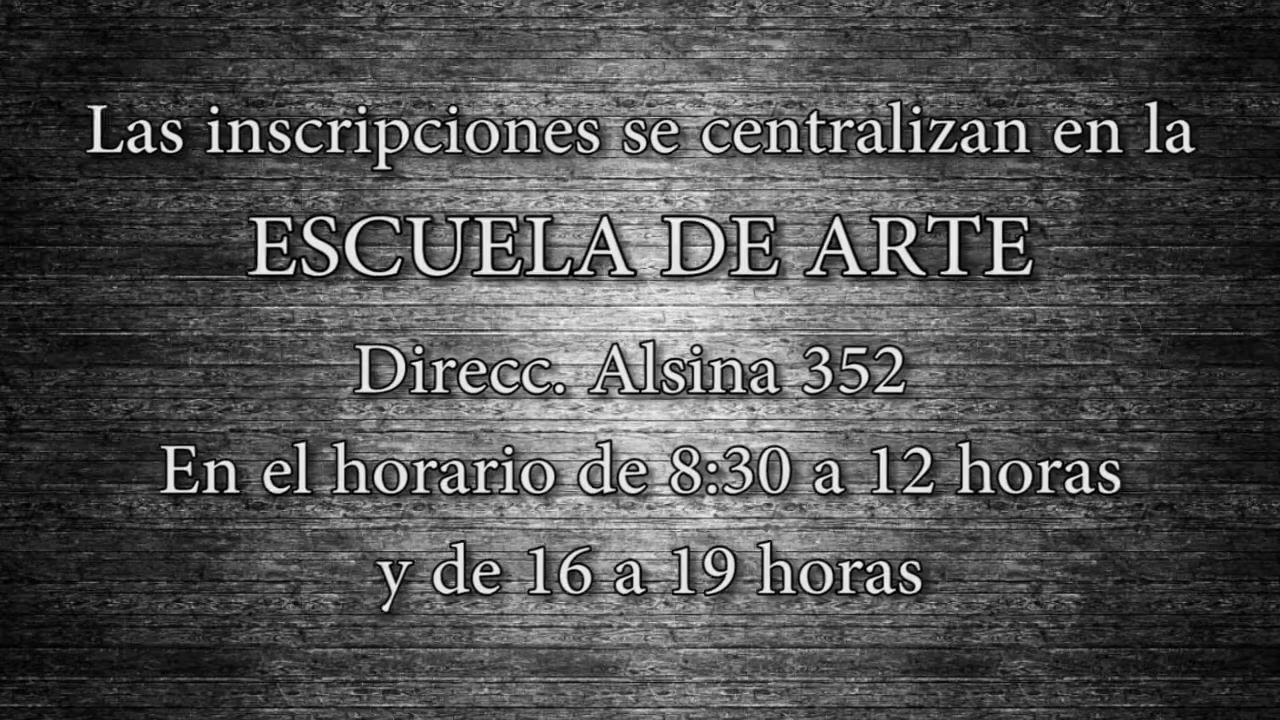 Las inscripciones se centralizan en la
ESCUELA DE ARTE
Direcc. Alsina 352
En el horario de 8:30 a 12 horas
y de 16 a 19 horas